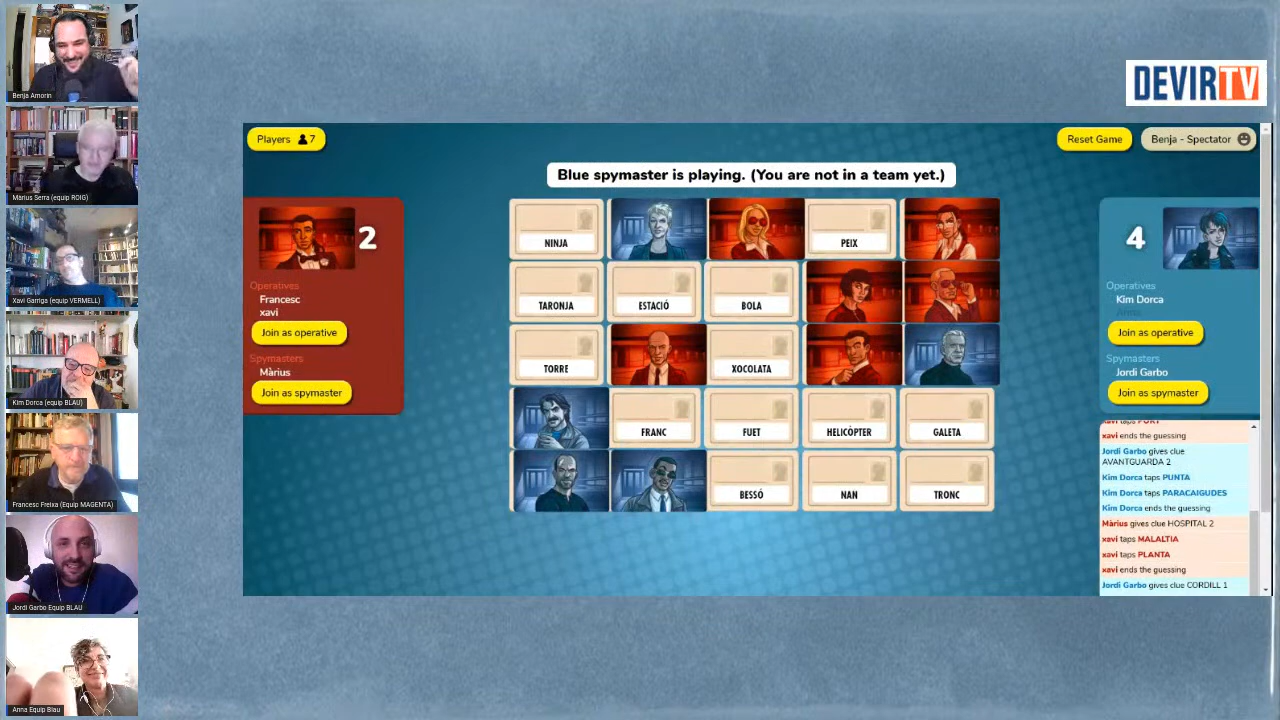 Benja Amorin
Màrius Serra (equip ROIG)
Xavi Garriga (equip VERMELL)
Kim Dorca (equip BLAU)
Francesc Freixa (Equip MAGENTA)
Jordi Garbo Equip BLAU
Anna Equip Blau
DEVIRTV
Players 7
Reset Game
Benja - Spectator
Blue spymaster is playing. (You are not in a team yet.)
2
Operatives
Francesc
xavi
Join as operative
Spymasters
Màrius
Join as spymaster
NINJA
PEIX
TARONJA
ESTACIÓ
BOLA
TORRE
XOCOLATA
FRANC
FUET
HELICÒPTER
GALETA
BESSÓ
NAN
TRONC
4
Operatives
Kim Dorca
Join as operative
Spymasters
Jordi Garbo
Join as spymaster
xavi taps PORT
xavi ends the guessing
Jordi Garbo gives clue
AVANTGUARDA 2
Kim Dorca taps PUNTA
Kim Dorca taps PARACAIGUDES
Kim Dorca ends the guessing
Màrius gives clue HOSPITAL 2
xavi taps MALALTIA
xavi taps PLANTA
xavi ends the guessing
Jordi Garbo gives clue CORDILL 1